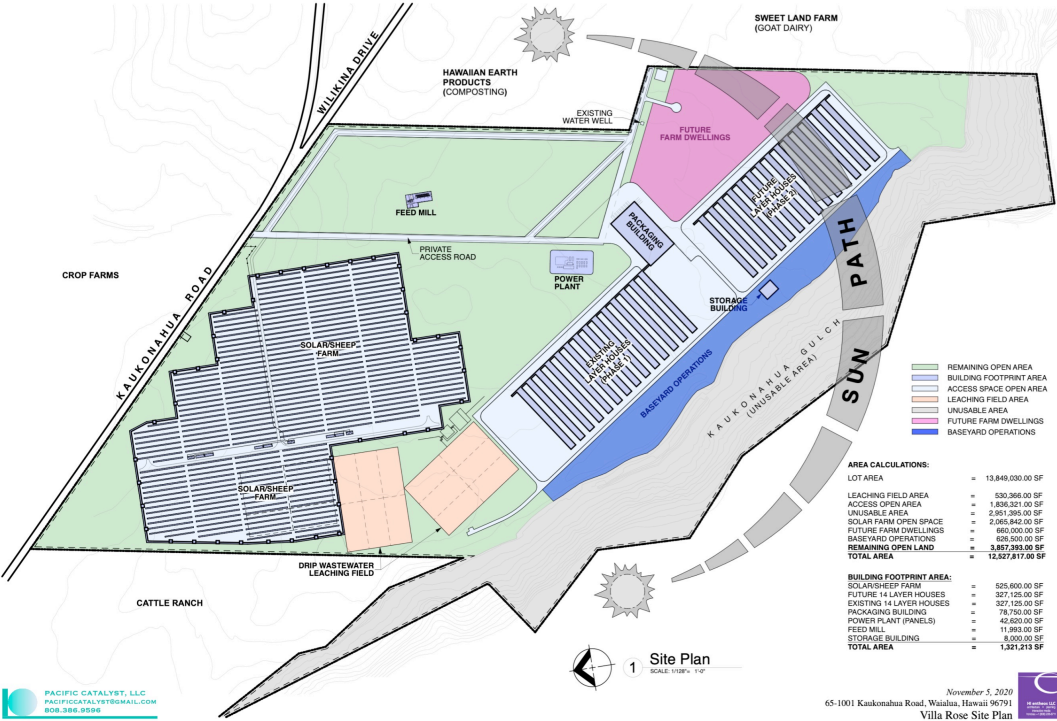 SWEET LAND FARM
(GOAT DAIRY)
WILIKINA DRIVE
HAWAIIAN EARTH
PRODUCTS
(COMPOSTING)
EXISTING
WATER WELL
FUTURE
FARM DWELLINGS
FUTURE
LAYER HOUSES
(PHASE 2)
FEED MILL
PACKAGING
BUILDING
PRIVATE
ACCESS ROAD
CROP FARMS
POWER
PLANT
STORAGE
BUILDING
KAUKONAHUA ROAD
SOLAR/SHEEP
FARM
EXISTING
LAYER HOUSES
(PHASE 1)
BASEYARD OPERATIONS
KAUKONAHUA GULCH
(UNUSABLE AREA)
SUN PATH
SOLAR/SHEEP
FARM
DRIP WASTEWATER
LEACHING FIELD
CATTLE RANCH
REMAINING OPEN AREA
BUILDING FOOTPRINT AREA
ACCESS SPACE OPEN AREA
LEACHING FIELD AREA
UNUSABLE AREA
FUTURE FARM DWELLINGS
BASEYARD OPERATIONS
AREA CALCULATIONS:
LOT AREA = 13,849,030.00 SF
LEACHING FIELD AREA = 530,366.00 SF
ACCESS OPEN AREA = 1,836,321.00 SF
UNUSABLE AREA = 2,951,395.00 SF
SOLAR FARM OPEN SPACE = 2,065,842.00 SF
FUTURE FARM DWELLINGS = 660,000.00 SF
BASEYARD OPERATIONS = 626,500.00 SF
REMAINING OPEN LAND = 3,857,393.00 SF
TOTAL AREA = 12,527,817.00 SF
BUILDING FOOTPRINT AREA:
SOLAR/SHEEP FARM = 525,600.00 SF
FUTURE 14 LAYER HOUSES = 327,125.00 SF
EXISTING 14 LAYER HOUSES = 327,125.00 SF
PACKAGING BUILDING = 78,750.00 SF
POWER PLANT (PANELS) = 42,620.00 SF
FEED MILL = 11,993.00 SF
STORAGE BUILDING = 8,000.00 SF
TOTAL AREA = 1,321,213 SF
1 Site Plan
SCALE: 1/128"= 1'-0"
PACIFIC CATALYST, LLC
PACIFICCATALYST@GMAIL.COM
808.386.9596
November 5, 2020
65-1001 Kaukonahua Road, Waialua, Hawaii 96791
Villa Rose Site Plan